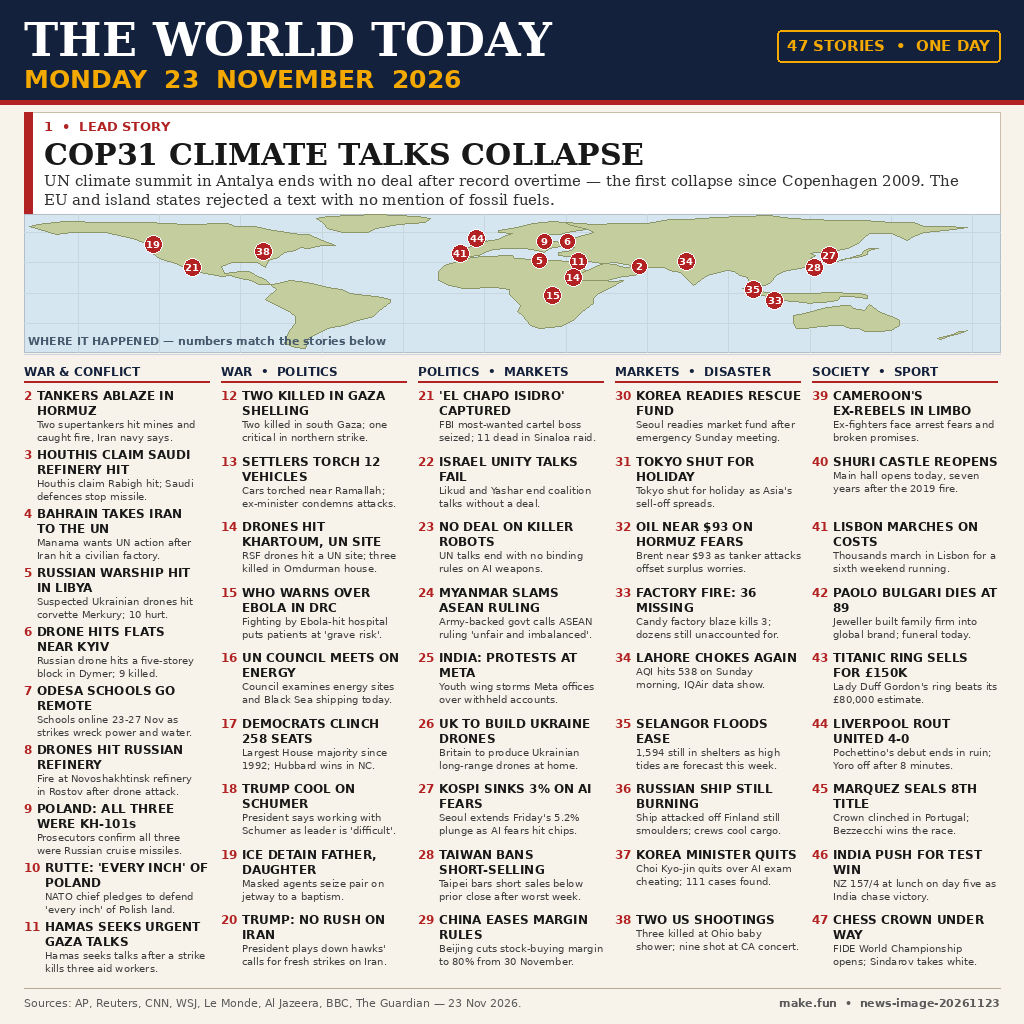 THE WORLD TODAY
MONDAY 23 NOVEMBER 2026
47 STORIES • ONE DAY
1 • LEAD STORY
COP31 CLIMATE TALKS COLLAPSE
UN climate summit in Antalya ends with no deal after record overtime — the first collapse since Copenhagen 2009. The
EU and island states rejected a text with no mention of fossil fuels.
19
21
38
44
41
9
6
5
11
14
15
2
34
27
28
35
33
WHERE IT HAPPENED — numbers match the stories below
WAR & CONFLICT
2 TANKERS ABLAZE IN
HORMUZ
Two supertankers hit mines and
caught fire, Iran navy says.
3 HOUTHIS CLAIM SAUDI
REFINERY HIT
Houthis claim Rabigh hit; Saudi
defences stop missile.
4 BAHRAIN TAKES IRAN
TO THE UN
Manama wants UN action after
Iran hit a civilian factory.
5 RUSSIAN WARSHIP HIT
IN LIBYA
Suspected Ukrainian drones hit
corvette Merkury; 10 hurt.
6 DRONE HITS FLATS
NEAR KYIV
Russian drone hits a five-storey
block in Dymer; 9 killed.
7 ODESA SCHOOLS GO
REMOTE
Schools online 23-27 Nov as
strikes wreck power and water.
8 DRONES HIT RUSSIAN
REFINERY
Fire at Novoshakhtinsk refinery
in Rostov after drone attack.
9 POLAND: ALL THREE
WERE KH-101s
Prosecutors confirm all three
were Russian cruise missiles.
10 RUTTE: 'EVERY INCH' OF
POLAND
NATO chief pledges to defend
'every inch' of Polish land.
11 HAMAS SEEKS URGENT
GAZA TALKS
Hamas seeks talks after a strike
kills three aid workers.
WAR • POLITICS
12 TWO KILLED IN GAZA
SHELLING
Two killed in south Gaza; one
critical in northern strike.
13 SETTLERS TORCH 12
VEHICLES
Cars torched near Ramallah;
ex-minister condemns attacks.
14 DRONES HIT
KHARTOUM, UN SITE
RSF drones hit a UN site; three
killed in Omdurman house.
15 WHO WARNS OVER
EBOLA IN DRC
Fighting by Ebola-hit hospital
puts patients at 'grave risk'.
16 UN COUNCIL MEETS ON
ENERGY
Council examines energy sites
and Black Sea shipping today.
17 DEMOCRATS CLINCH
258 SEATS
Largest House majority since
1992; Hubbard wins in NC.
18 TRUMP COOL ON
SCHUMER
President says working with
Schumer as leader is 'difficult'.
19 ICE DETAIN FATHER,
DAUGHTER
Masked agents seize pair on
jetway to a baptism.
20 TRUMP: NO RUSH ON
IRAN
President plays down hawks'
calls for fresh strikes on Iran.
POLITICS • MARKETS
21 'EL CHAPO ISIDRO'
CAPTURED
FBI most-wanted cartel boss
seized; 11 dead in Sinaloa raid.
22 ISRAEL UNITY TALKS
FAIL
Likud and Yashar end coalition
talks without a deal.
23 NO DEAL ON KILLER
ROBOTS
UN talks end with no binding
rules on AI weapons.
24 MYANMAR SLAMS
ASEAN RULING
Army-backed govt calls ASEAN
ruling 'unfair and imbalanced'.
25 INDIA: PROTESTS AT
META
Youth wing storms Meta offices
over withheld accounts.
26 UK TO BUILD UKRAINE
DRONES
Britain to produce Ukrainian
long-range drones at home.
27 KOSPI SINKS 3% ON AI
FEARS
Seoul extends Friday's 5.2%
plunge as AI fears hit chips.
28 TAIWAN BANS
SHORT-SELLING
Taipei bars short sales below
prior close after worst week.
29 CHINA EASES MARGIN
RULES
Beijing cuts stock-buying margin
to 80% from 30 November.
MARKETS • DISASTER
30 KOREA READIES RESCUE
FUND
Seoul readies market fund after
emergency Sunday meeting.
31 TOKYO SHUT FOR
HOLIDAY
Tokyo shut for holiday as Asia's
sell-off spreads.
32 OIL NEAR $93 ON
HORMUZ FEARS
Brent near $93 as tanker attacks
offset surplus worries.
33 FACTORY FIRE: 36
MISSING
Candy factory blaze kills 3;
dozens still unaccounted for.
34 LAHORE CHOKES AGAIN
AQI hits 538 on Sunday
morning, IQAir data show.
35 SELANGOR FLOODS
EASE
1,594 still in shelters as high
tides are forecast this week.
36 RUSSIAN SHIP STILL
BURNING
Ship attacked off Finland still
smoulders; crews cool cargo.
37 KOREA MINISTER QUITS
Choi Kyo-jin quits over AI exam
cheating; 111 cases found.
38 TWO US SHOOTINGS
Three killed at Ohio baby
shower; nine shot at CA concert.
SOCIETY • SPORT
39 CAMEROON'S
EX-REBELS IN LIMBO
Ex-fighters face arrest fears and
broken promises.
40 SHURI CASTLE REOPENS
Main hall opens today, seven
years after the 2019 fire.
41 LISBON MARCHES ON
COSTS
Thousands march in Lisbon for a
sixth weekend running.
42 PAOLO BULGARI DIES AT
89
Jeweller built family firm into
global brand; funeral today.
43 TITANIC RING SELLS
FOR £150K
Lady Duff Gordon's ring beats its
£80,000 estimate.
44 LIVERPOOL ROUT
UNITED 4-0
Pochettino's debut ends in ruin;
Yoro off after 8 minutes.
45 MARQUEZ SEALS 8TH
TITLE
Crown clinched in Portugal;
Bezzecchi wins the race.
46 INDIA PUSH FOR TEST
WIN
NZ 157/4 at lunch on day five as
India chase victory.
47 CHESS CROWN UNDER
WAY
FIDE World Championship
opens; Sindarov takes white.
Sources: AP, Reuters, CNN, WSJ, Le Monde, Al Jazeera, BBC, The Guardian — 23 Nov 2026.
make.fun • news-image-20261123